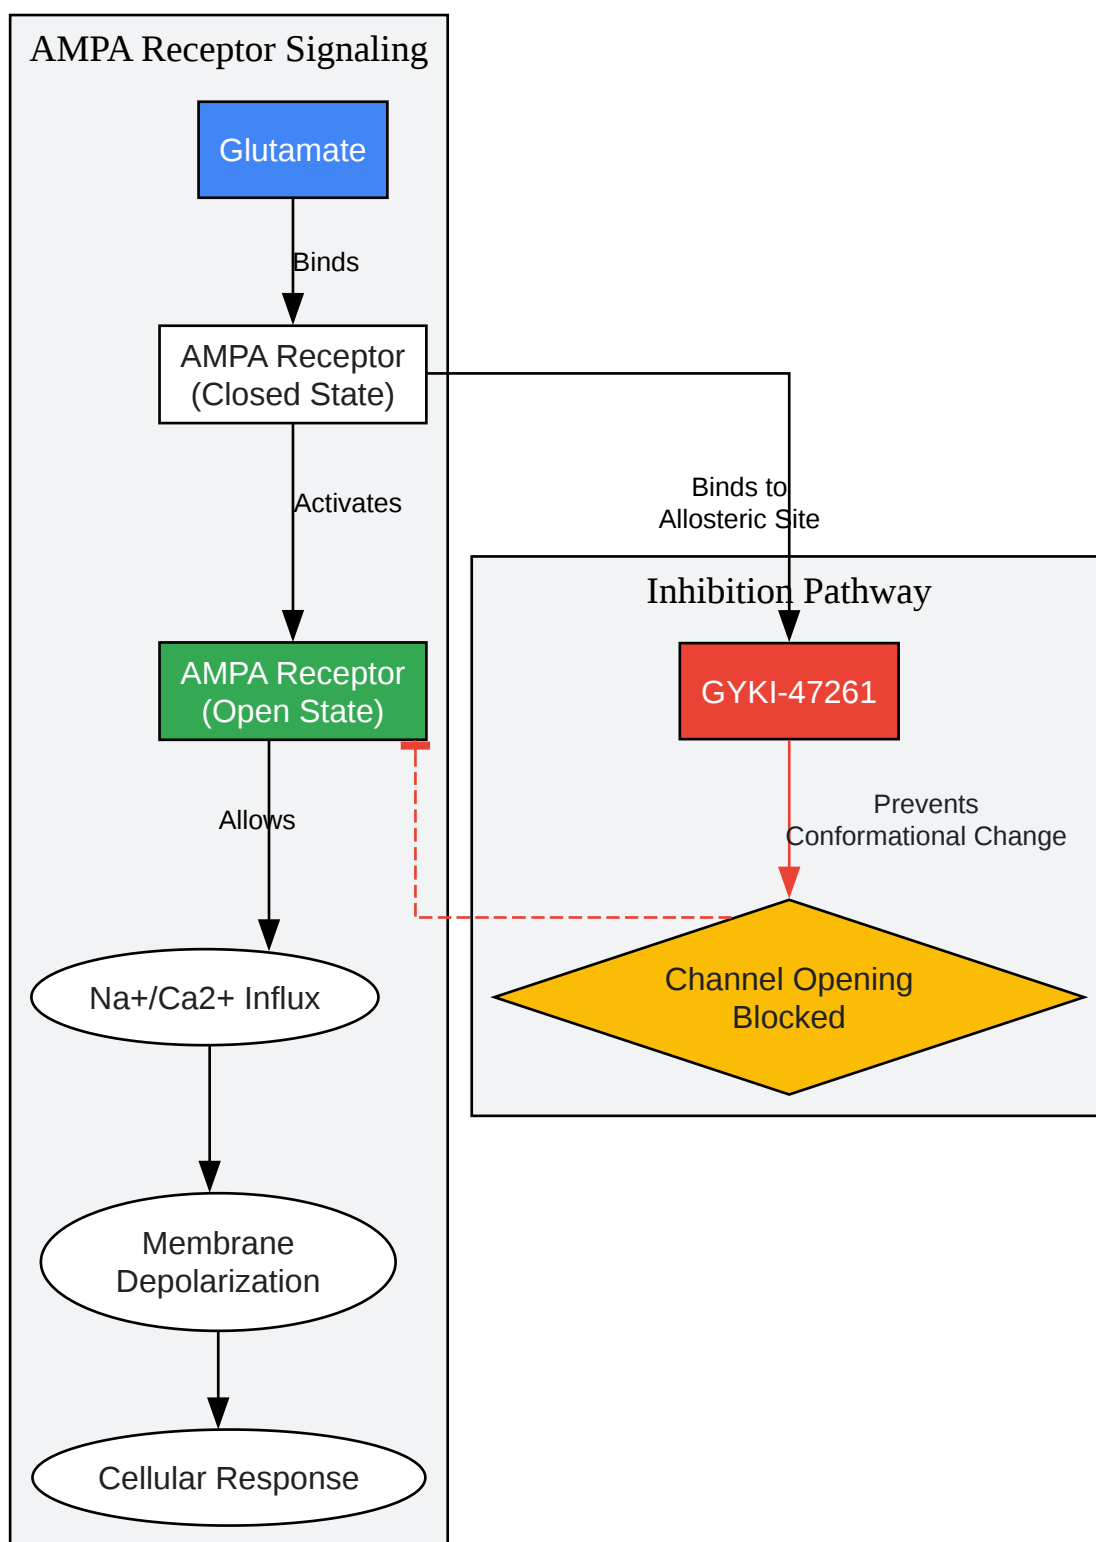 AMPA Receptor Signaling
Glutamate
Binds
AMPA Receptor
(Closed State)
Activates
Binds to
Allosteric Site
Inhibition Pathway
AMPA Receptor
(Open State)
GYKI-47261
Allows
Prevents
Conformational Change
Na+/Ca2+ Influx
Channel Opening
Blocked
Membrane
Depolarization
Cellular Response